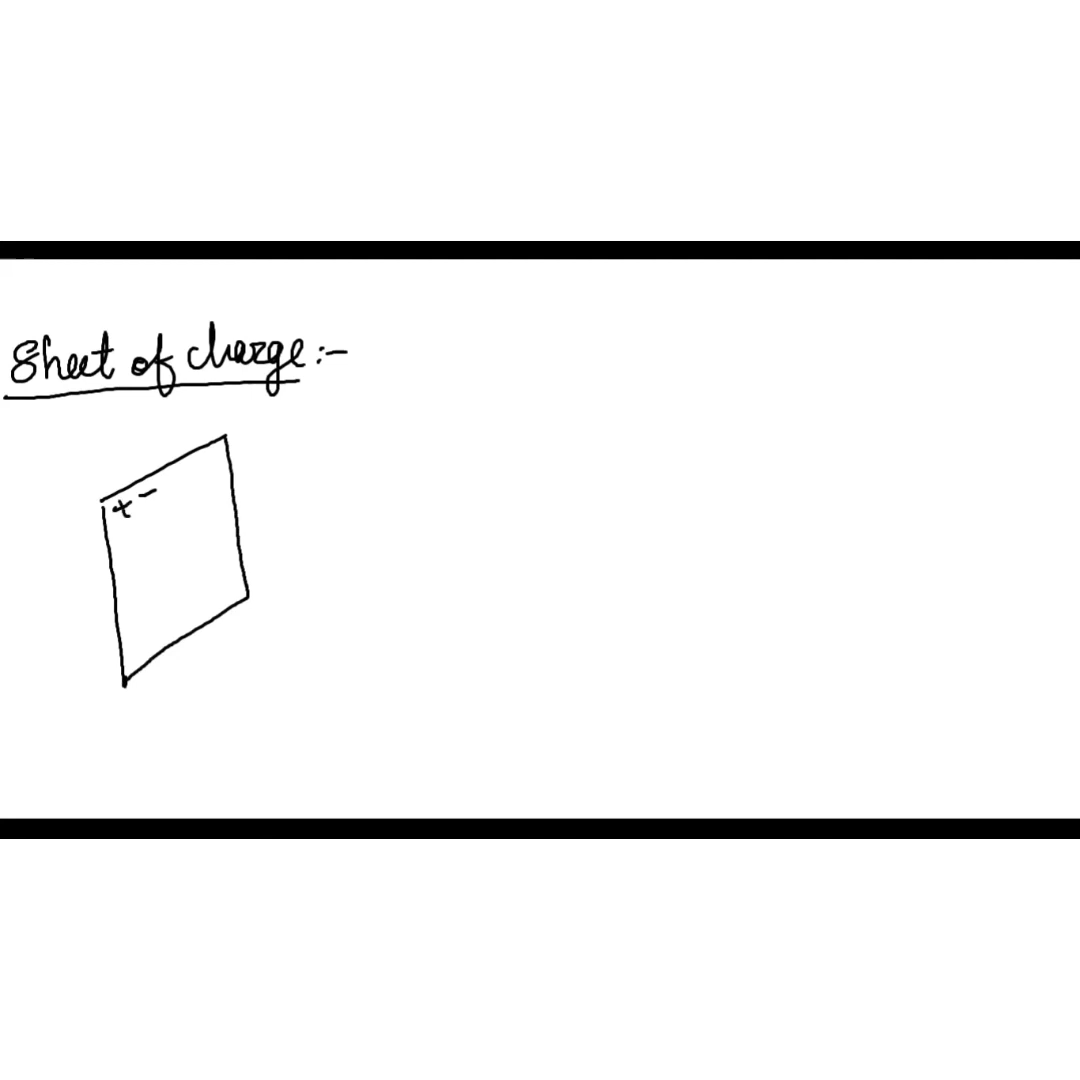 Sheet of charge :-
+ -